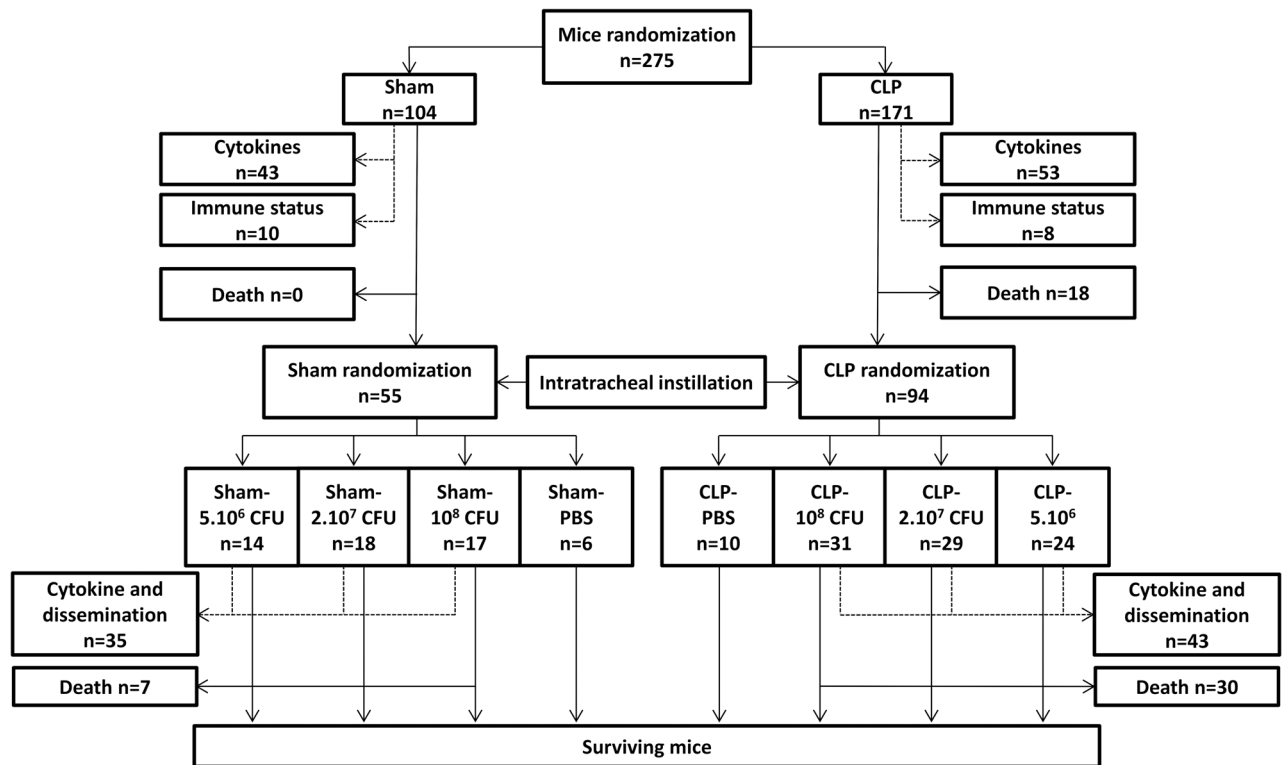 Mice randomization
n=275
Sham
n=104
CLP
n=171
Cytokines
n=43
Cytokines
n=53
Immune status
n=10
Immune status
n=8
Death n=0
Death n=18
Sham randomization
n=55
Intratracheal instillation
CLP randomization
n=94
Sham-
5.10⁶ CFU
n=14
Sham-
2.10⁷ CFU
n=18
Sham-
10⁸ CFU
n=17
Sham-
PBS
n=6
CLP-
PBS
n=10
CLP-
10⁸ CFU
n=31
CLP-
2.10⁷ CFU
n=29
CLP-
5.10⁶
n=24
Cytokine and
dissemination
n=35
Cytokine and
dissemination
n=43
Death n=7
Death n=30
Surviving mice